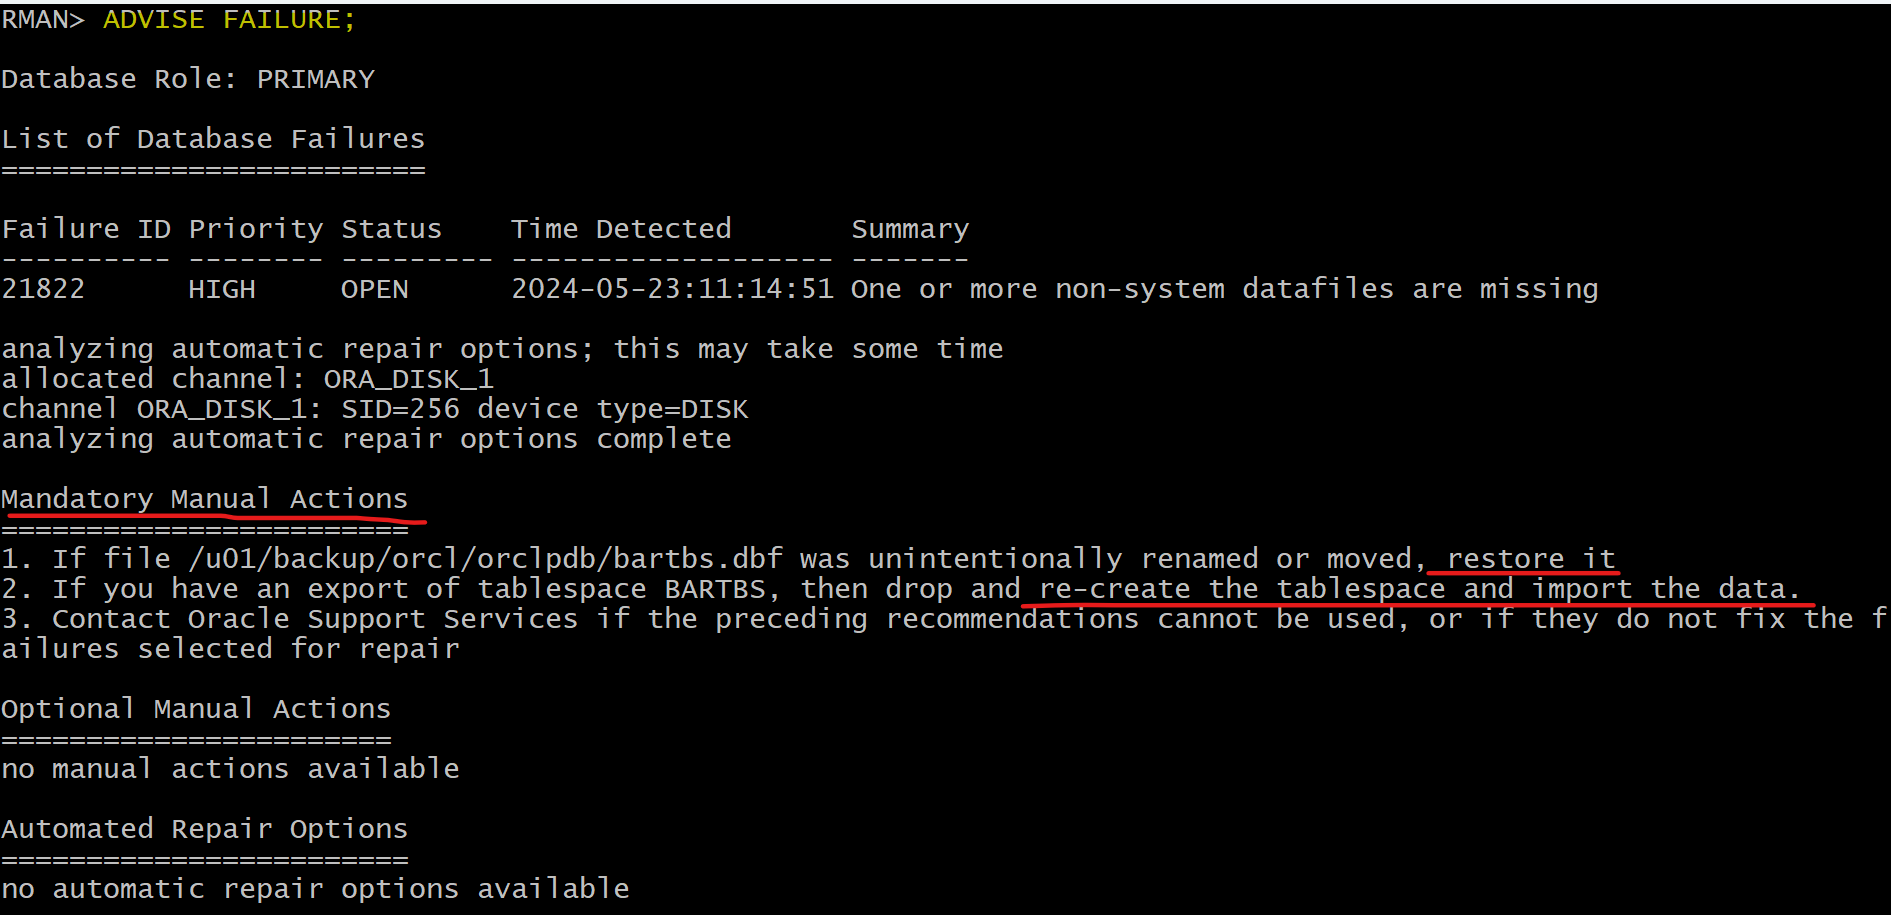 RMAN> ADVISE FAILURE;
Database Role: PRIMARY
List of Database Failures
=========================
Failure ID Priority Status    Time Detected       Summary
---------- -------- --------- ------------------- -------
21822      HIGH     OPEN      2024-05-23:11:14:51 One or more non-system datafiles are missing
analyzing automatic repair options; this may take some time
allocated channel: ORA_DISK_1
channel ORA_DISK_1: SID=256 device type=DISK
analyzing automatic repair options complete
Mandatory Manual Actions
========================
1. If file /u01/backup/orcl/orclpdb/bartbs.dbf was unintentionally renamed or moved, restore it
2. If you have an export of tablespace BARTBS, then drop and re-create the tablespace and import the data.
3. Contact Oracle Support Services if the preceding recommendations cannot be used, or if they do not fix the f
ailures selected for repair
Optional Manual Actions
=======================
no manual actions available
Automated Repair Options
========================
no automatic repair options available